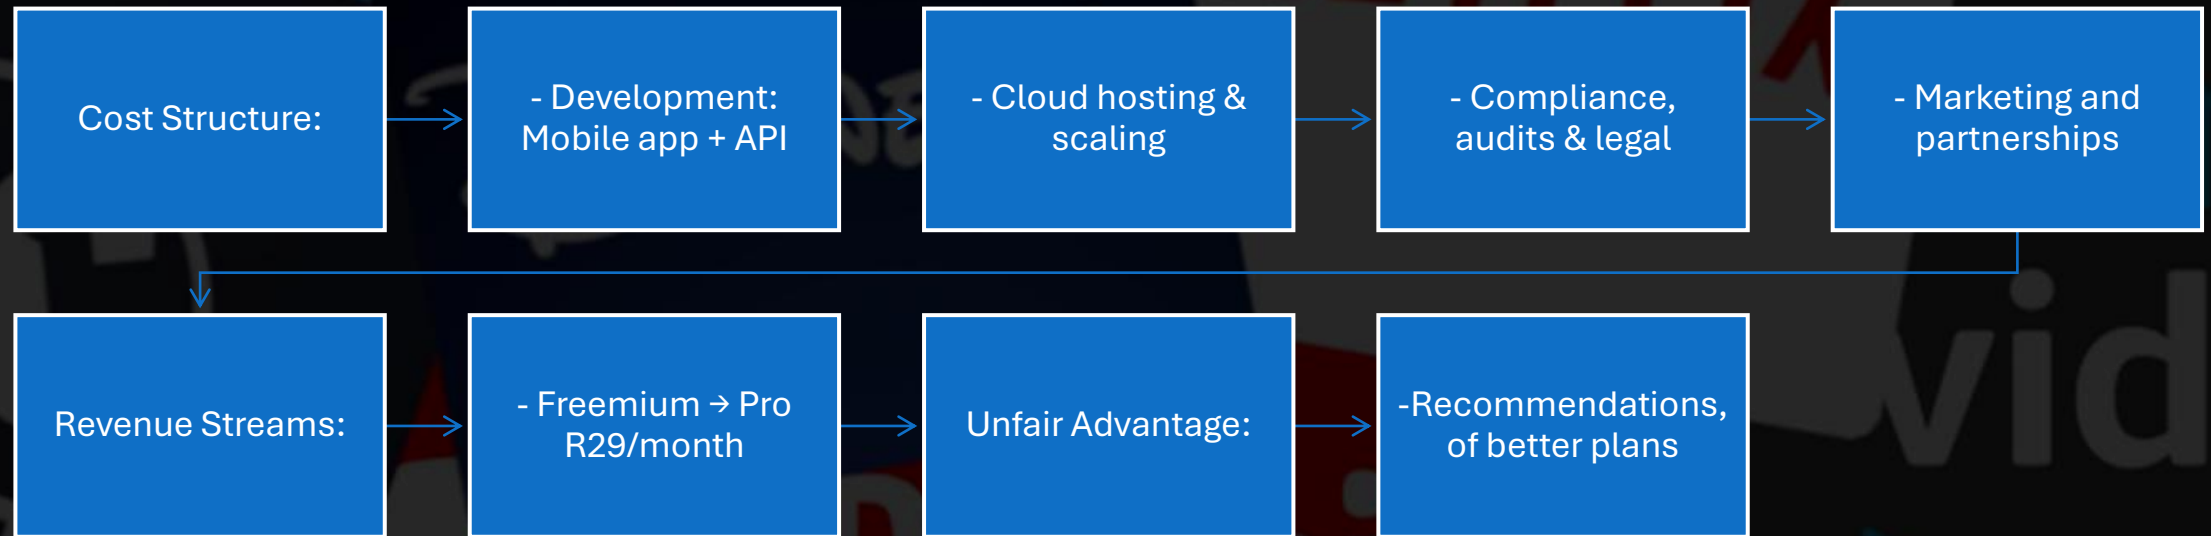 Cost Structure:
- Development:
Mobile app + API
- Cloud hosting &
scaling
- Compliance,
audits & legal
- Marketing and
partnerships
Revenue Streams:
- Freemium → Pro
R29/month
Unfair Advantage:
-Recommendations,
of better plans
vid